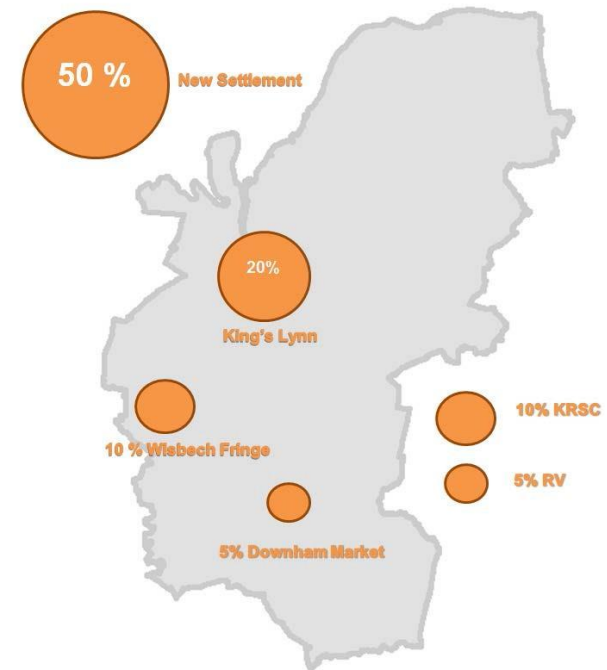 50 %
New Settlement
20%
King's Lynn
10% KRSC
10 % Wisbech Fringe
5% RV
5% Downham Market